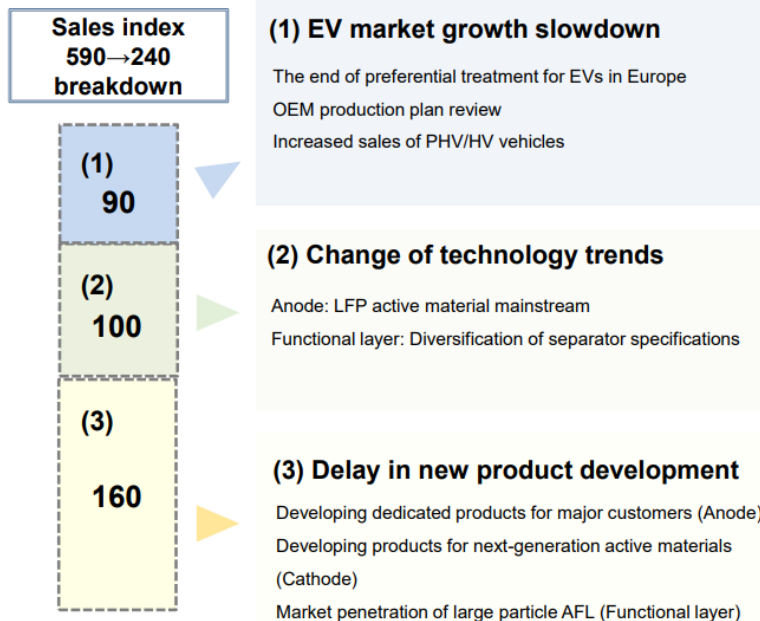 Sales index
590→240
breakdown
(1) EV market growth slowdown
The end of preferential treatment for EVs in Europe
OEM production plan review
Increased sales of PHV/HV vehicles
(1)
90
(2) Change of technology trends
Anode: LFP active material mainstream
Functional layer: Diversification of separator specifications
(2)
100
(3) Delay in new product development
Developing dedicated products for major customers (Anode)
Developing products for next-generation active materials
(Cathode)
Market penetration of large particle AFL (Functional layer)
(3)
160